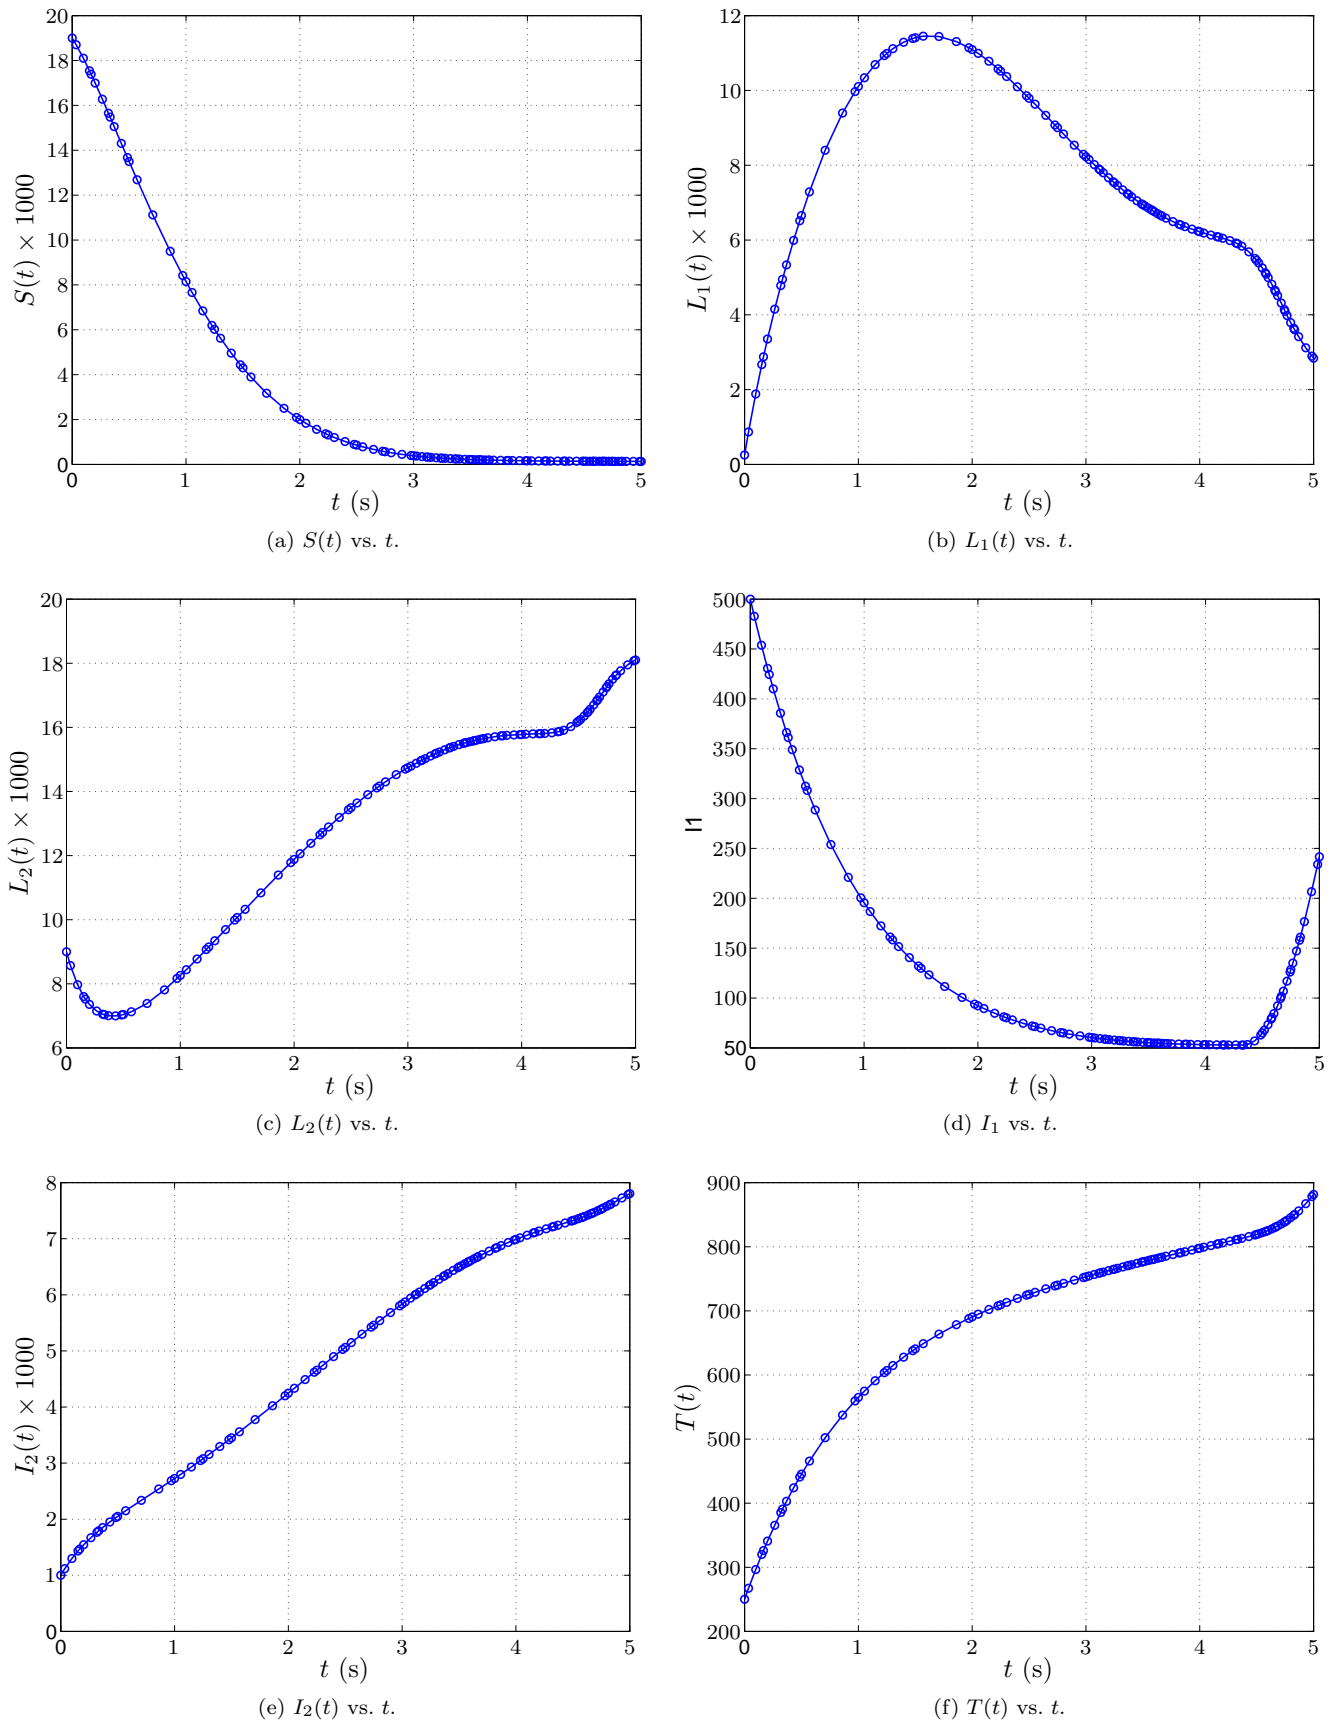 20
18
16
14
12
10
8
6
4
2
0
S(t) × 1000
0 1 2 3 4 5
t (s)
(a) S(t) vs. t.
12
10
8
6
4
2
0
L₁(t) × 1000
0 1 2 3 4 5
t (s)
(b) L₁(t) vs. t.
20
18
16
14
12
10
8
6
L₂(t) × 1000
0 1 2 3 4 5
t (s)
(c) L₂(t) vs. t.
500
450
400
350
300
250
200
150
100
50
I1
0 1 2 3 4 5
t (s)
(d) I₁ vs. t.
8
7
6
5
4
3
2
1
0
I₂(t) × 1000
0 1 2 3 4 5
t (s)
(e) I₂(t) vs. t.
900
800
700
600
500
400
300
200
T(t)
0 1 2 3 4 5
t (s)
(f) T(t) vs. t.